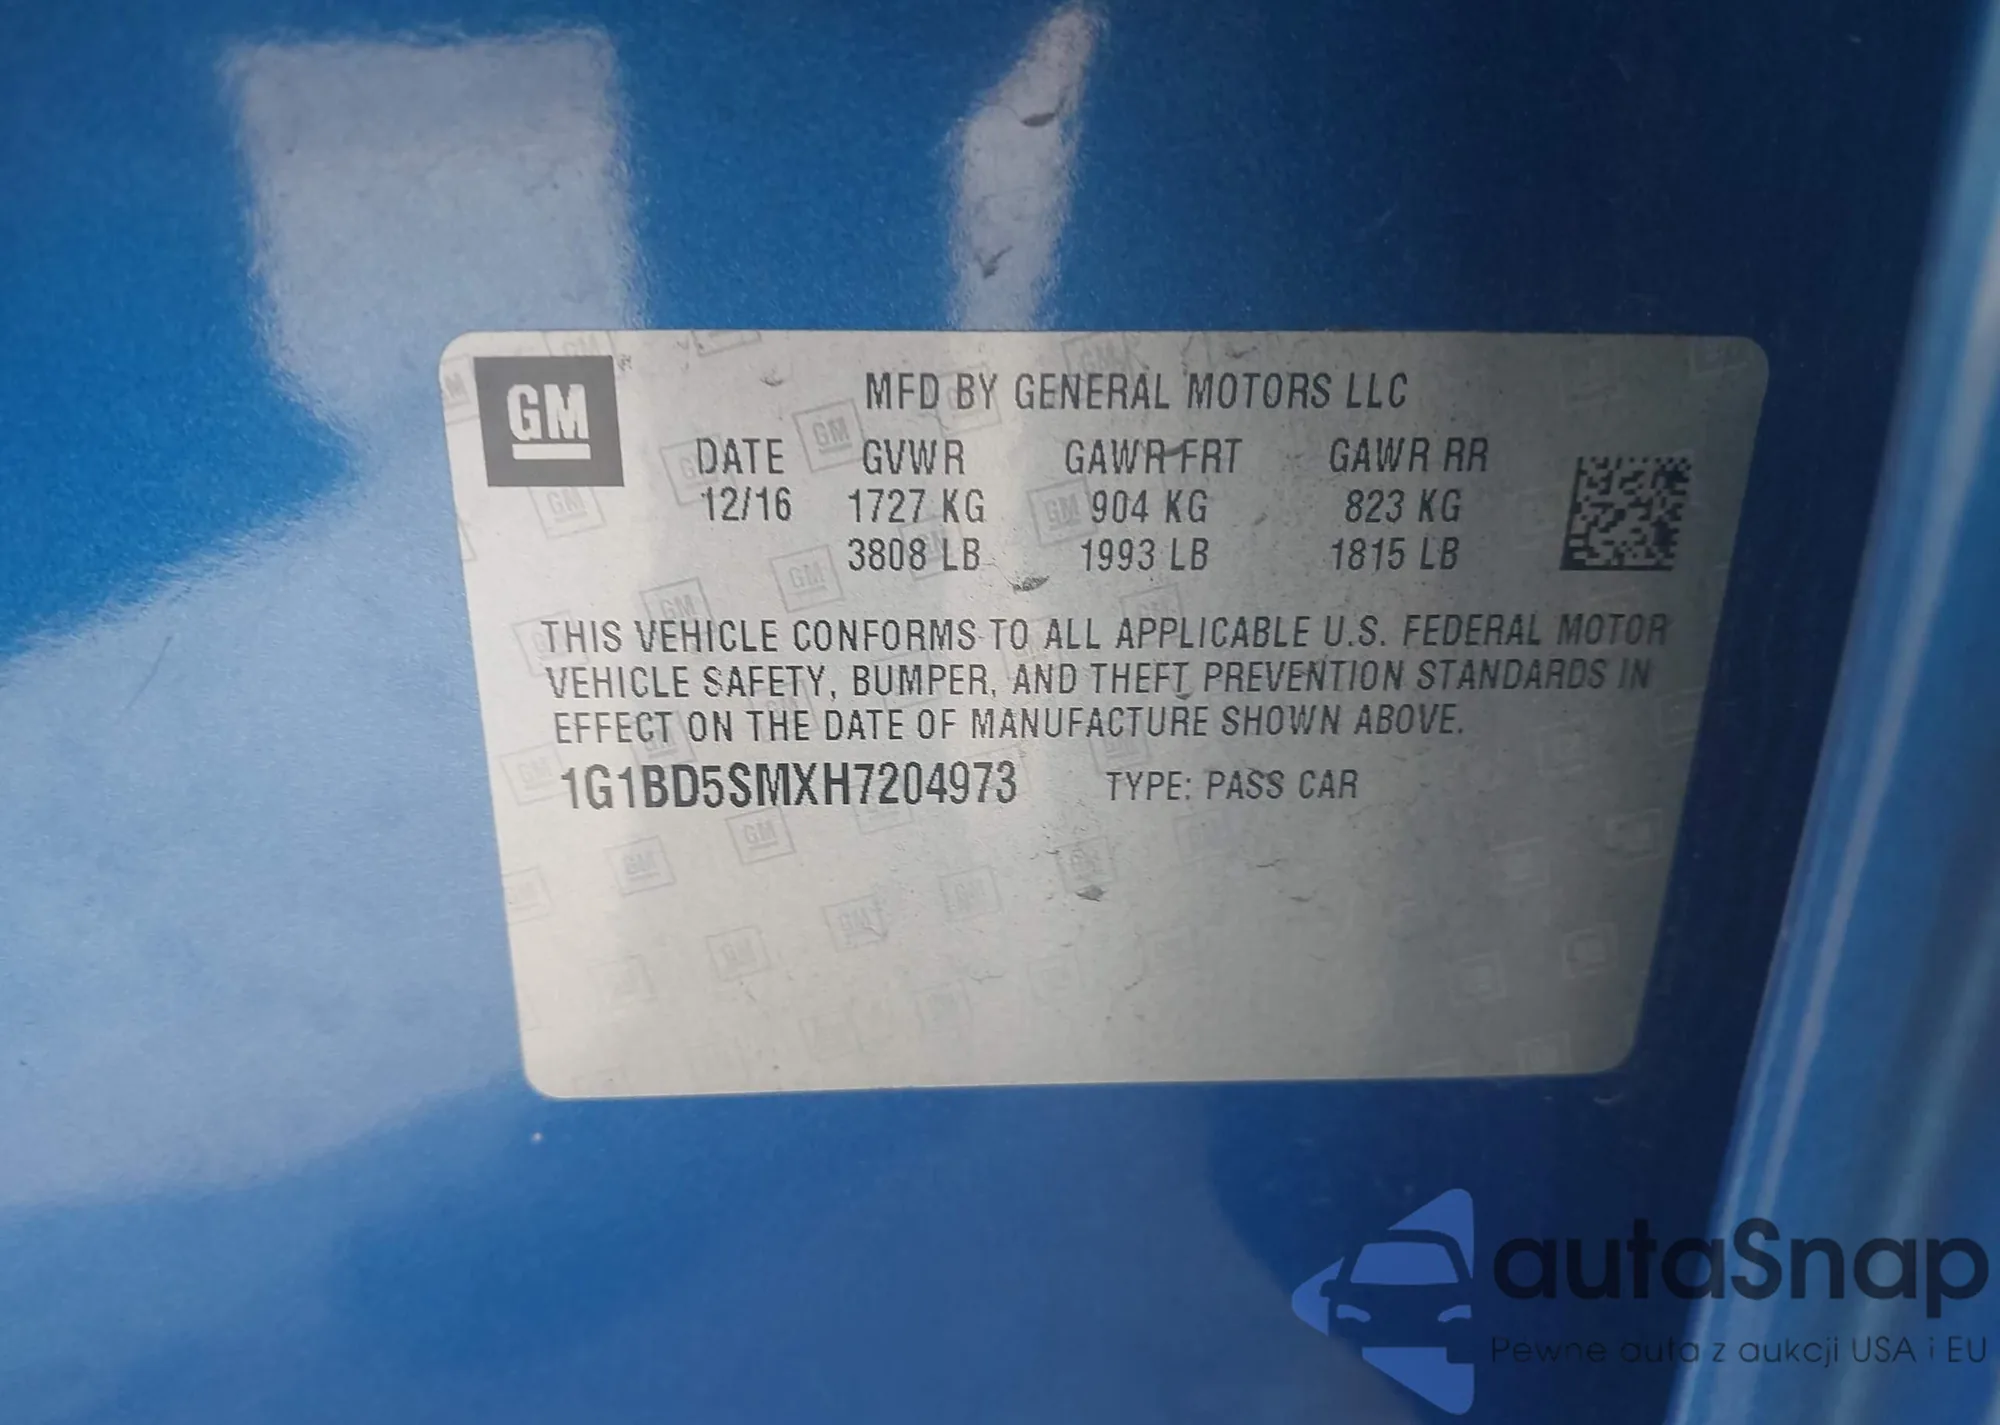 GM
MFD BY GENERAL MOTORS LLC
DATE GVWR GAWR FRT GAWR RR
12/16 1727 KG 904 KG 823 KG
3808 LB 1993 LB 1815 LB
THIS VEHICLE CONFORMS TO ALL APPLICABLE U.S. FEDERAL MOTOR
VEHICLE SAFETY, BUMPER, AND THEFT PREVENTION STANDARDS IN
EFFECT ON THE DATE OF MANUFACTURE SHOWN ABOVE.
1G1BD5SMXH7204973 TYPE: PASS CAR
autaSnap
Pewne auta z aukcji USA i EU